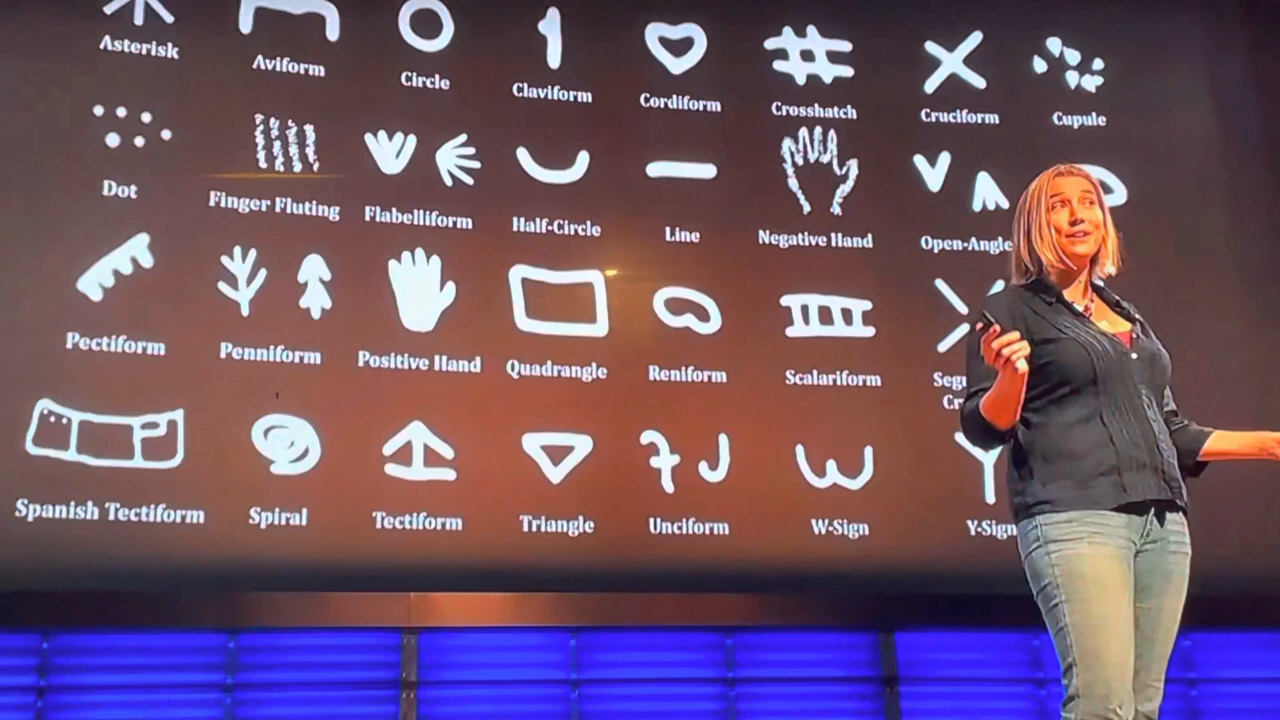 Asterisk
Aviform
Circle
Claviform
Cordiform
Crosshatch
Cruciform
Cupule
Dot
Finger Fluting
Flabelliform
Half-Circle
Line
Negative Hand
Open-Angle
Pectiform
Penniform
Positive Hand
Quadrangle
Reniform
Scalariform
Spanish Tectiform
Spiral
Tectiform
Triangle
Unciform
W-Sign
Y-Sign